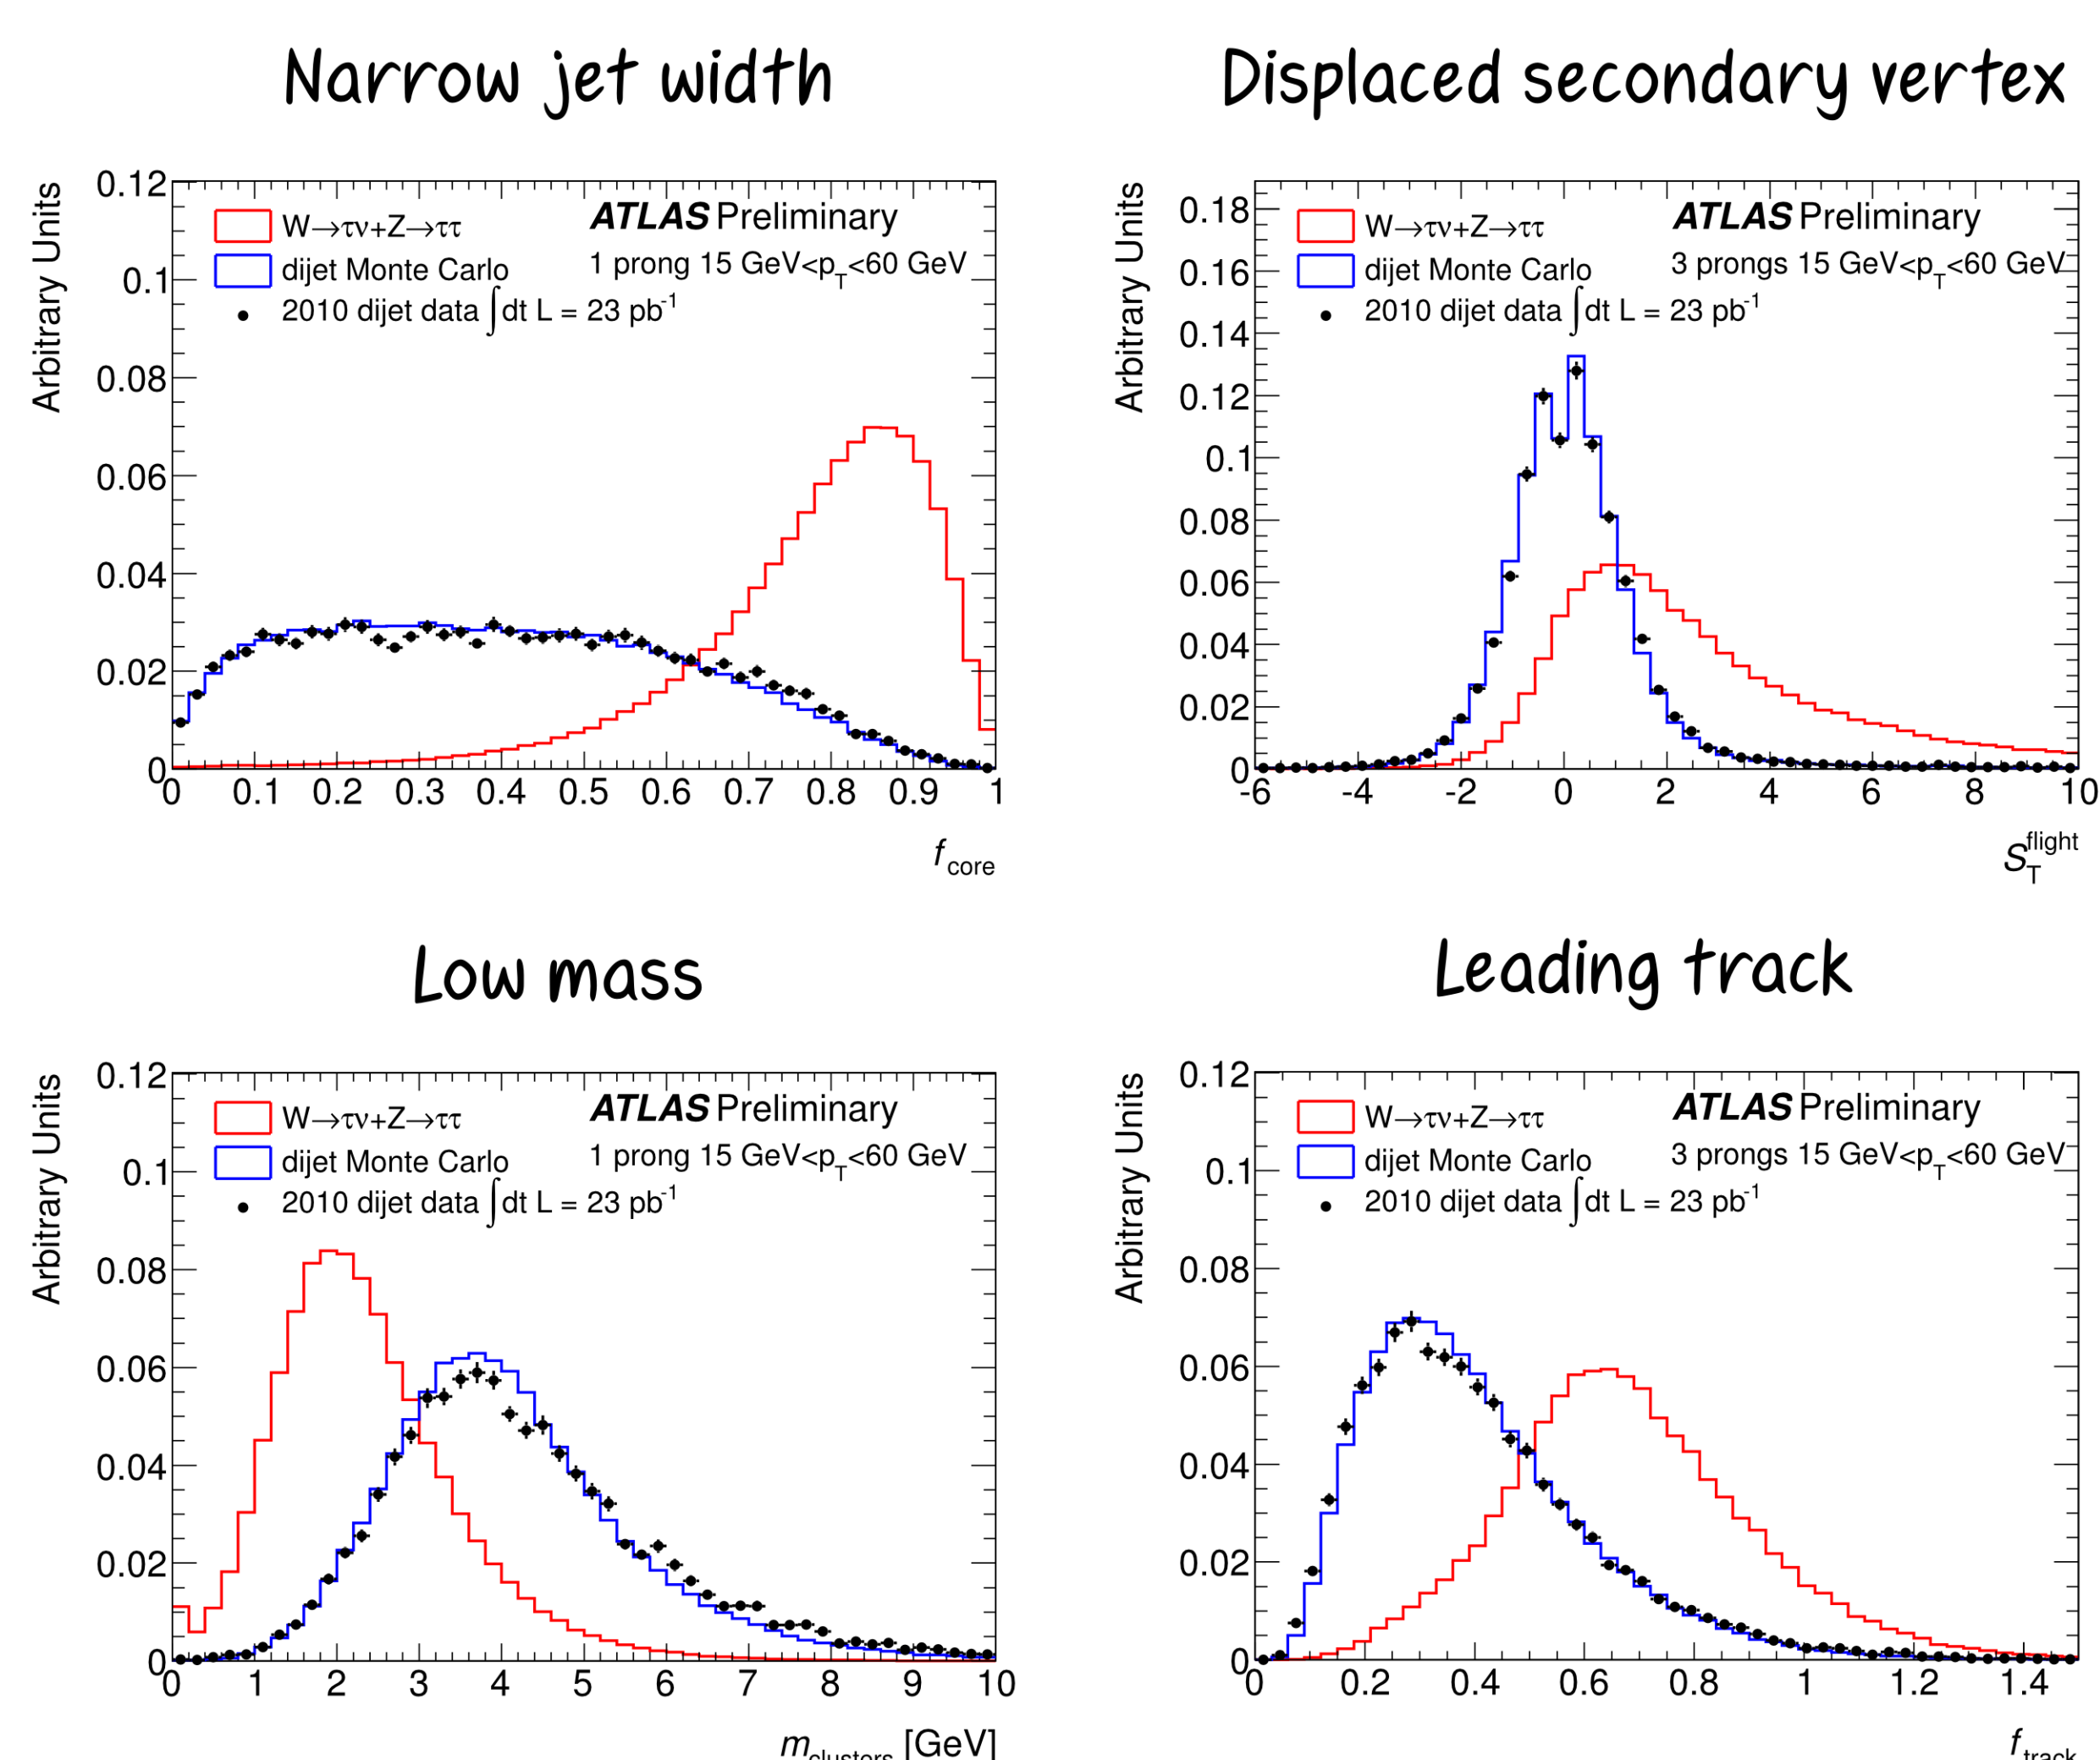 Narrow jet width
Displaced secondary vertex
0.12
0.1
0.08
0.06
0.04
0.02
0
Arbitrary Units
W→τν+Z→ττ
dijet Monte Carlo
2010 dijet data ∫dt L = 23 pb⁻¹
ATLAS Preliminary
1 prong 15 GeV<p_T<60 GeV
0 0.1 0.2 0.3 0.4 0.5 0.6 0.7 0.8 0.9 1
f_core
0.18
0.16
0.14
0.12
0.1
0.08
0.06
0.04
0.02
0
Arbitrary Units
W→τν+Z→ττ
dijet Monte Carlo
2010 dijet data ∫dt L = 23 pb⁻¹
ATLAS Preliminary
3 prongs 15 GeV<p_T<60 GeV
-6 -4 -2 0 2 4 6 8 10
S_T^flight
Low mass
Leading track
0.12
0.1
0.08
0.06
0.04
0.02
0
Arbitrary Units
W→τν+Z→ττ
dijet Monte Carlo
2010 dijet data ∫dt L = 23 pb⁻¹
ATLAS Preliminary
1 prong 15 GeV<p_T<60 GeV
0 1 2 3 4 5 6 7 8 9 10
m_clusters [GeV]
0.12
0.1
0.08
0.06
0.04
0.02
0
Arbitrary Units
W→τν+Z→ττ
dijet Monte Carlo
2010 dijet data ∫dt L = 23 pb⁻¹
ATLAS Preliminary
3 prongs 15 GeV<p_T<60 GeV
0 0.2 0.4 0.6 0.8 1 1.2 1.4
f_track